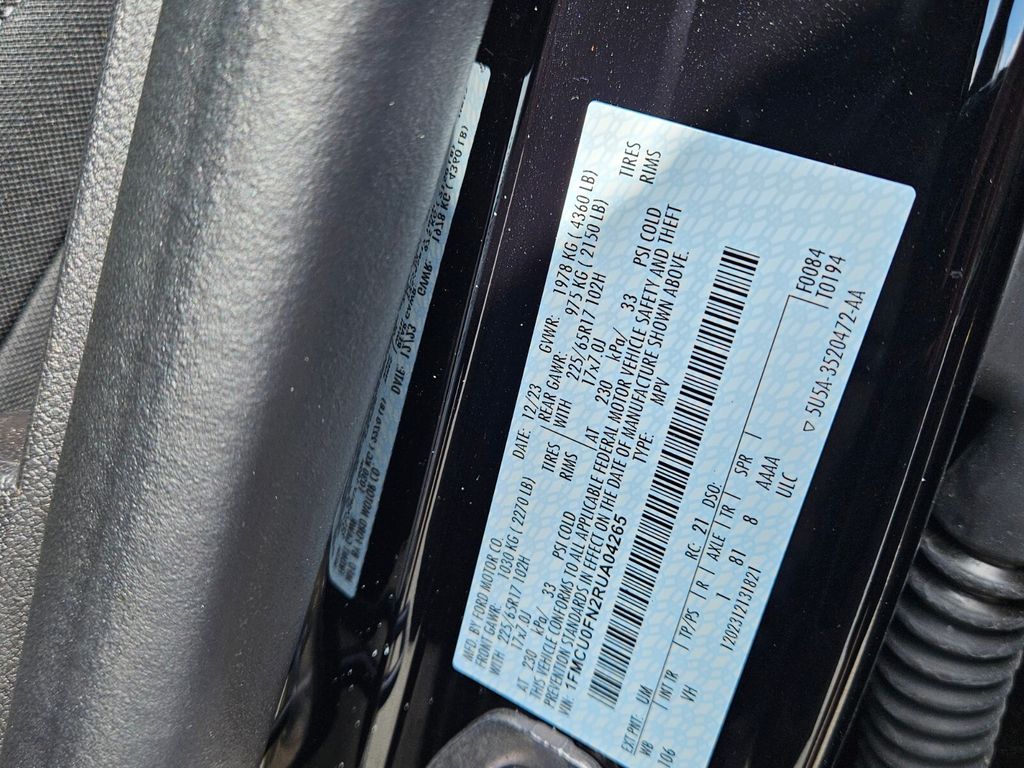 MFD. BY FORD MOTOR CO.
DATE: 12/23 GVWR: 1978 KG ( 4360 LB)
FRONT GAWR: 1030 KG ( 2270 LB) REAR GAWR: 975 KG ( 2150 LB)
WITH 225/65R17 102H TIRES WITH 225/65R17 102H TIRES
17x7.0J RIMS 17x7.0J RIMS
AT 230 kPa/ 33 PSI COLD AT 230 kPa/ 33 PSI COLD
THIS VEHICLE CONFORMS TO ALL APPLICABLE FEDERAL MOTOR VEHICLE SAFETY AND THEFT
PREVENTION STANDARDS IN EFFECT ON THE DATE OF MANUFACTURE SHOWN ABOVE.
VIN: 1FMCU0FN2RUA04265 TYPE: MPV
EXT PNT: UM RC: 21 DSO: F0084
WB | INT TR | TP/PS | R | AXLE | TR | SPR | T0194
106 VH 1 81 8 AAAA
1202312131821 ULC
▽ 5U5A-3520472-AA